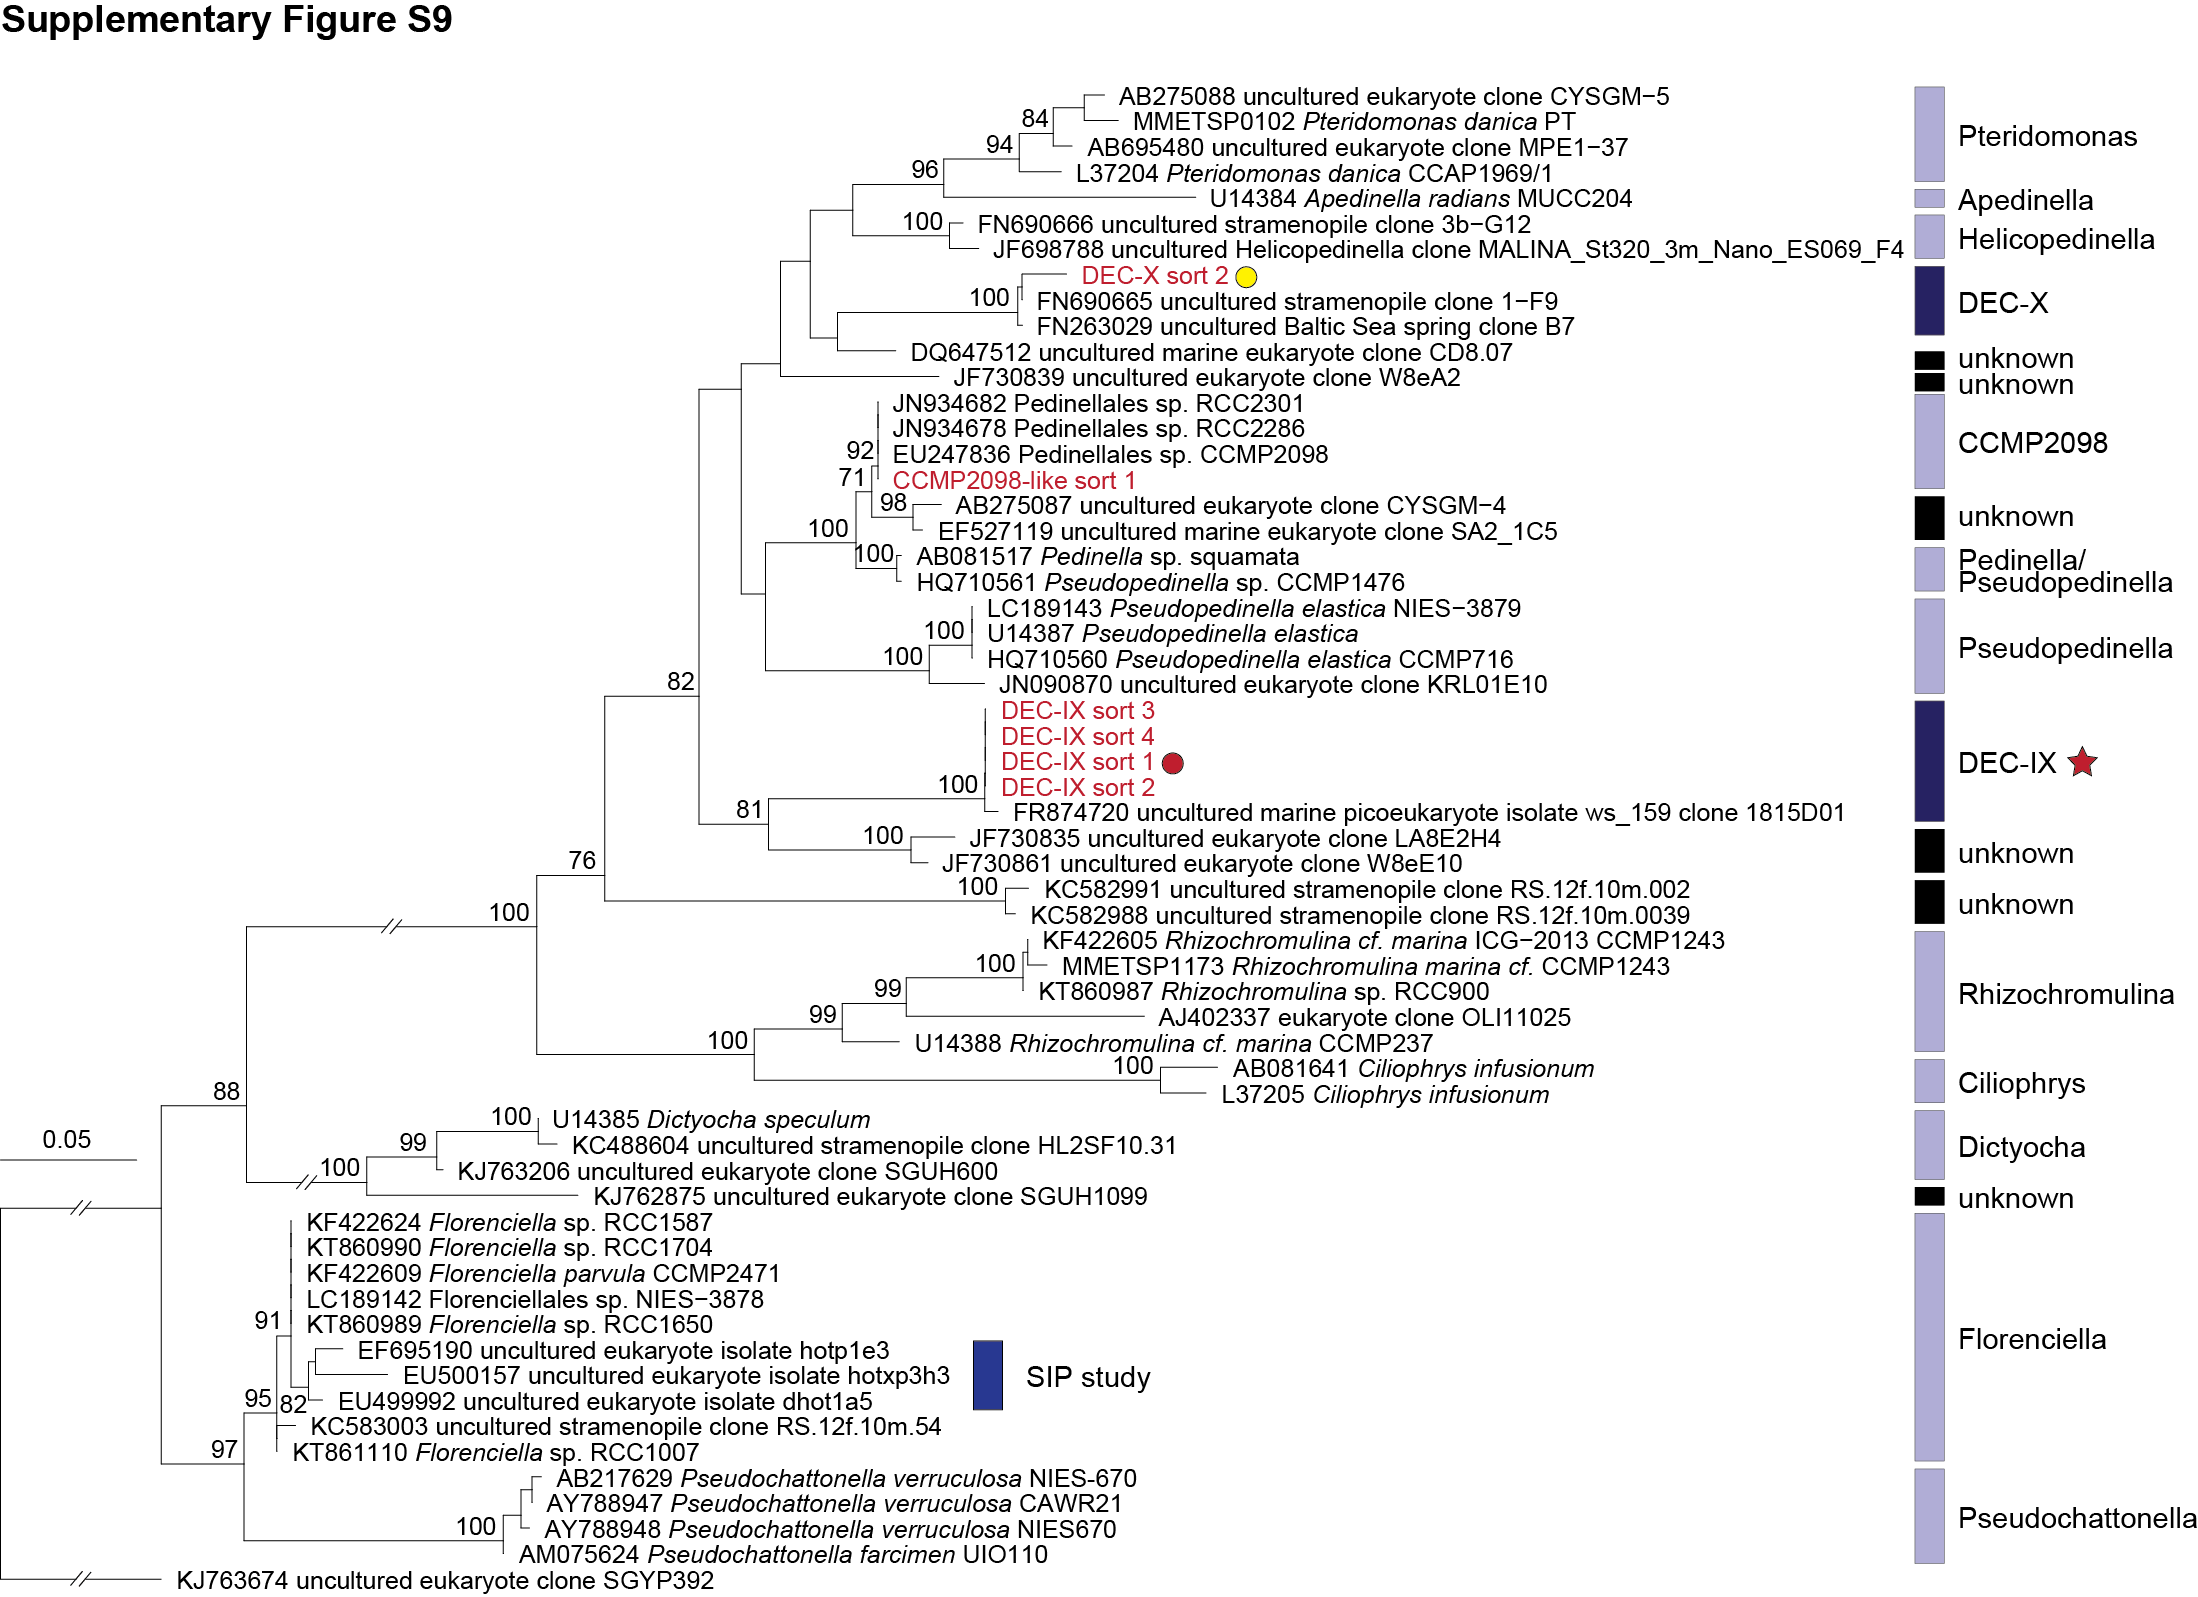 Supplementary Figure S9
AB275088 uncultured eukaryote clone CYSGM−5
84
MMETSP0102 Pteridomonas danica PT
Pteridomonas
94
AB695480 uncultured eukaryote clone MPE1−37
96
L37204 Pteridomonas danica CCAP1969/1
U14384 Apedinella radians MUCC204
Apedinella
100
FN690666 uncultured stramenopile clone 3b−G12
Helicopedinella
JF698788 uncultured Helicopedinella clone MALINA_St320_3m_Nano_ES069_F4
DEC-X sort 2
100
FN690665 uncultured stramenopile clone 1−F9
DEC-X
FN263029 uncultured Baltic Sea spring clone B7
DQ647512 uncultured marine eukaryote clone CD8.07
unknown
JF730839 uncultured eukaryote clone W8eA2
unknown
JN934682 Pedinellales sp. RCC2301
JN934678 Pedinellales sp. RCC2286
CCMP2098
92
EU247836 Pedinellales sp. CCMP2098
71
CCMP2098-like sort 1
98
AB275087 uncultured eukaryote clone CYSGM−4
unknown
100
EF527119 uncultured marine eukaryote clone SA2_1C5
100
AB081517 Pedinella sp. squamata
Pedinella/
Pseudopedinella
HQ710561 Pseudopedinella sp. CCMP1476
LC189143 Pseudopedinella elastica NIES−3879
100
U14387 Pseudopedinella elastica
Pseudopedinella
100
HQ710560 Pseudopedinella elastica CCMP716
82
JN090870 uncultured eukaryote clone KRL01E10
DEC-IX sort 3
DEC-IX sort 4
DEC-IX sort 1
DEC-IX
100
DEC-IX sort 2
81
FR874720 uncultured marine picoeukaryote isolate ws_159 clone 1815D01
100
JF730835 uncultured eukaryote clone LA8E2H4
unknown
76
JF730861 uncultured eukaryote clone W8eE10
100
KC582991 uncultured stramenopile clone RS.12f.10m.002
unknown
100
KC582988 uncultured stramenopile clone RS.12f.10m.0039
KF422605 Rhizochromulina cf. marina ICG−2013 CCMP1243
100
MMETSP1173 Rhizochromulina marina cf. CCMP1243
Rhizochromulina
99
KT860987 Rhizochromulina sp. RCC900
99
AJ402337 eukaryote clone OLI11025
100
U14388 Rhizochromulina cf. marina CCMP237
100
AB081641 Ciliophrys infusionum
Ciliophrys
88
L37205 Ciliophrys infusionum
100
U14385 Dictyocha speculum
0.05
99
KC488604 uncultured stramenopile clone HL2SF10.31
Dictyocha
100
KJ763206 uncultured eukaryote clone SGUH600
KJ762875 uncultured eukaryote clone SGUH1099
unknown
KF422624 Florenciella sp. RCC1587
KT860990 Florenciella sp. RCC1704
KF422609 Florenciella parvula CCMP2471
LC189142 Florenciellales sp. NIES−3878
91
KT860989 Florenciella sp. RCC1650
Florenciella
EF695190 uncultured eukaryote isolate hotp1e3
EU500157 uncultured eukaryote isolate hotxp3h3
SIP study
95
82
EU499992 uncultured eukaryote isolate dhot1a5
KC583003 uncultured stramenopile clone RS.12f.10m.54
97
KT861110 Florenciella sp. RCC1007
AB217629 Pseudochattonella verruculosa NIES-670
AY788947 Pseudochattonella verruculosa CAWR21
Pseudochattonella
100
AY788948 Pseudochattonella verruculosa NIES670
AM075624 Pseudochattonella farcimen UIO110
KJ763674 uncultured eukaryote clone SGYP392